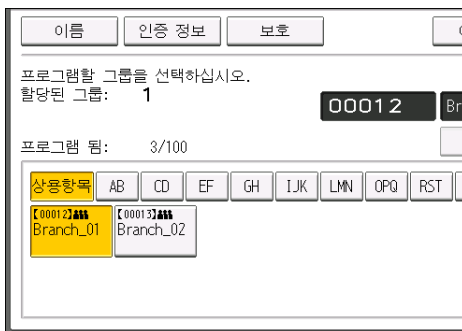 이름 인증 정보 보호
프로그램할 그룹을 선택하십시오.
할당된 그룹: 1
00012 Br
프로그램 됨: 3/100
상용항목 AB CD EF GH IJK LMN OPQ RST
【00012】 【00013】
Branch_01 Branch_02